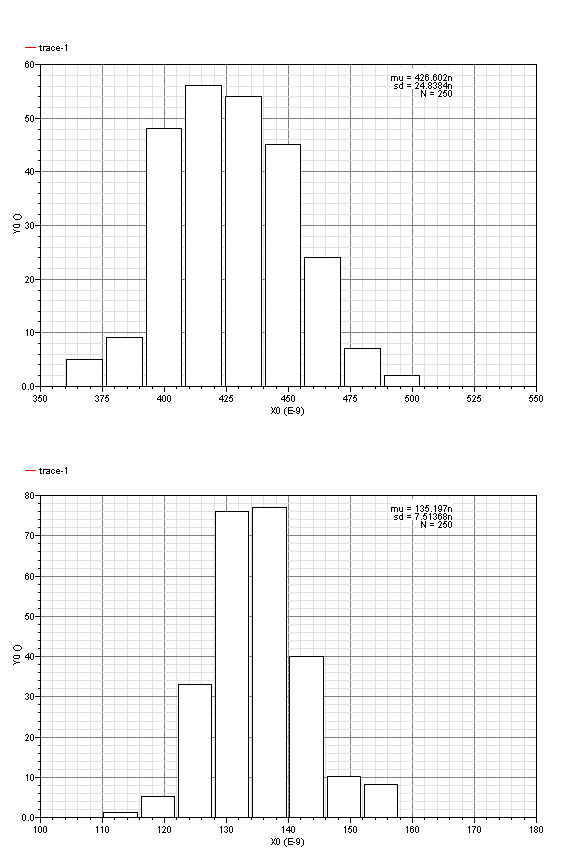 trace-1
60
mu = 426.602n
sd = 24.8384n
N = 250
50
40
30
20
10
0.0
Y0 ()
350 375 400 425 450 475 500 525 550
X0 (E-9)
trace-1
80
mu = 135.197n
sd = 7.51368n
N = 250
70
60
50
40
30
20
10
0.0
Y0 ()
100 110 120 130 140 150 160 170 180
X0 (E-9)